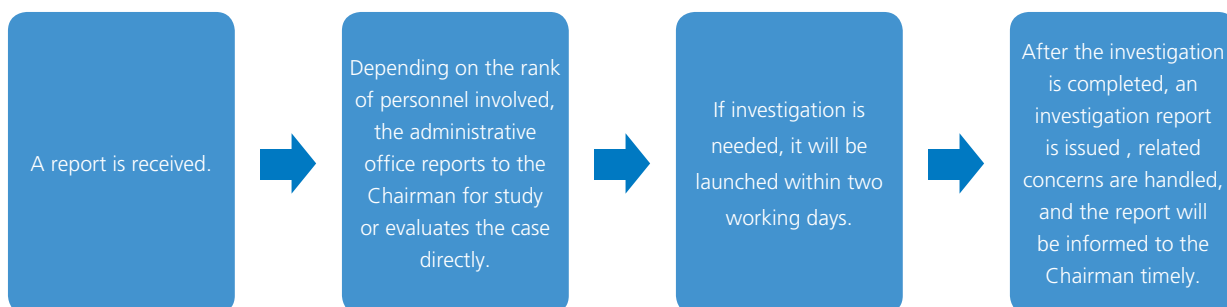 A report is received.
Depending on the rank
of personnel involved,
the administrative
office reports to the
Chairman for study
or evaluates the case
directly.
If investigation is
needed, it will be
launched within two
working days.
After the investigation
is completed, an
investigation report
is issued , related
concerns are handled,
and the report will
be informed to the
Chairman timely.